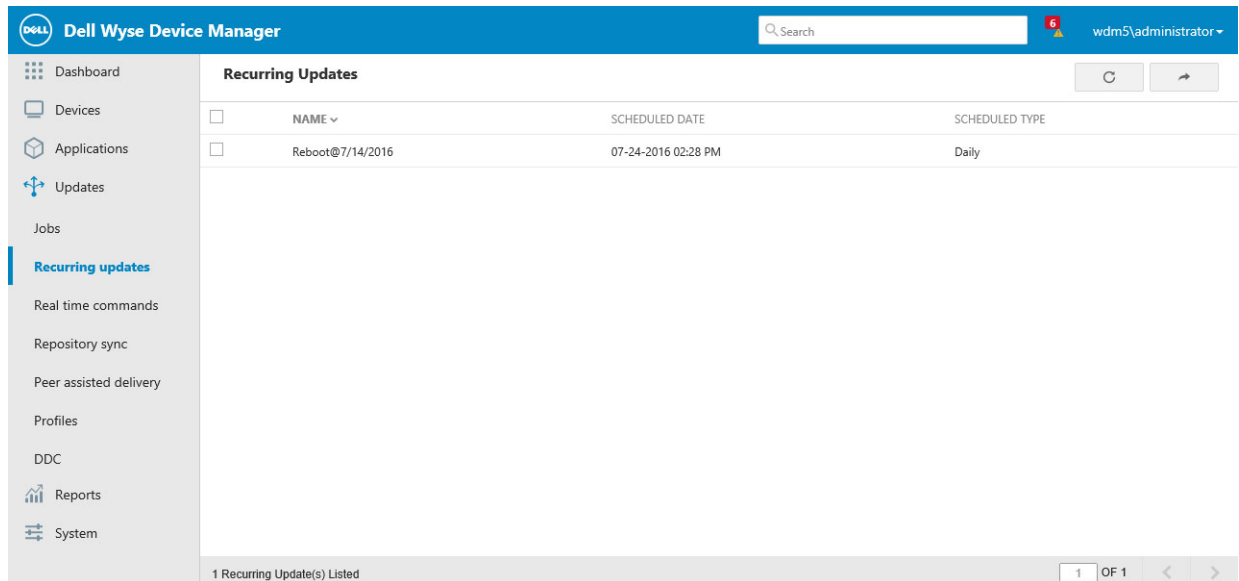 DELL Dell Wyse Device Manager Search 6 wdm5\administrator
Dashboard
Devices
Applications
Updates
Jobs
Recurring updates
Real time commands
Repository sync
Peer assisted delivery
Profiles
DDC
Reports
System
Recurring Updates
NAME SCHEDULED DATE SCHEDULED TYPE
Reboot@7/14/2016 07-24-2016 02:28 PM Daily
1 Recurring Update(s) Listed 1 OF 1